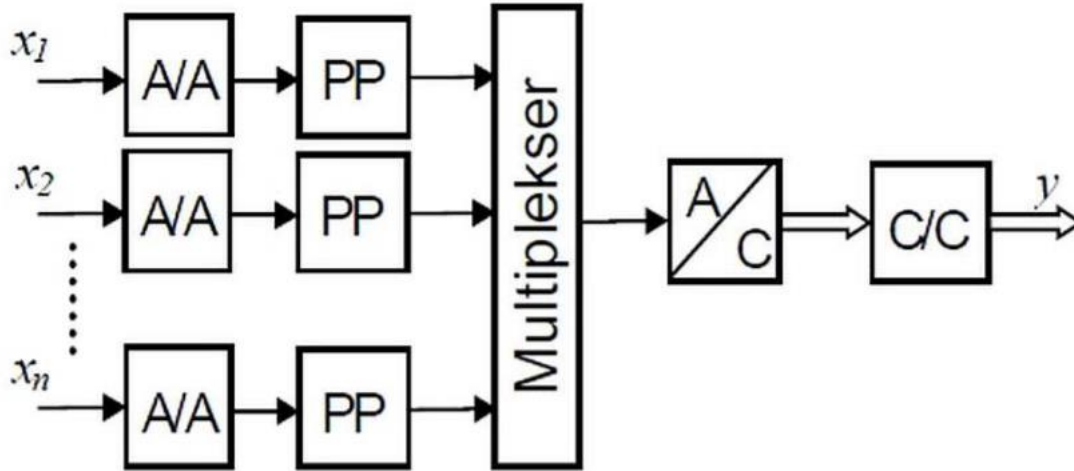 x1
A/A
PP
x2
A/A
PP
xn
A/A
PP
Multiplekser
A
C
C/C
y